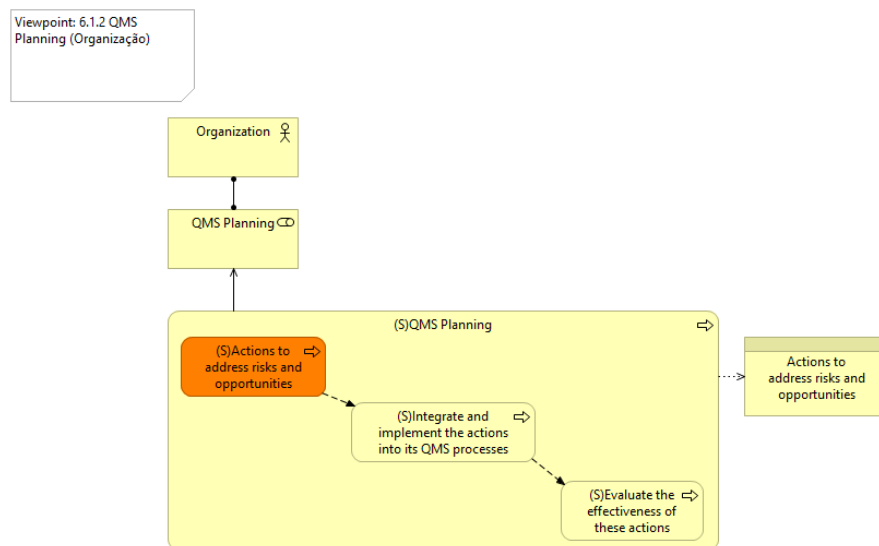 Viewpoint: 6.1.2 QMS
Planning (Organização)
Organization
QMS Planning
(S)QMS Planning
(S)Actions to
address risks and
opportunities
Actions to
address risks and
opportunities
(S)Integrate and
implement the actions
into its QMS processes
(S)Evaluate the
effectiveness of
these actions